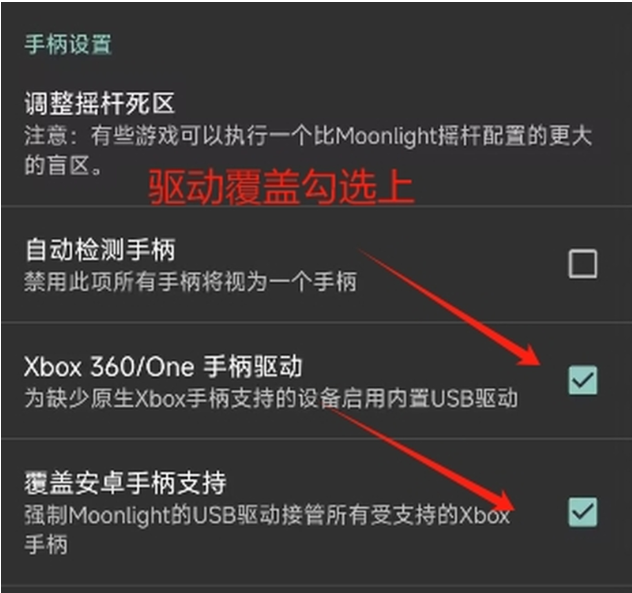 手柄设置
调整摇杆死区
注意：有些游戏可以执行一个比Moonlight摇杆配置的更大
的盲区。
驱动覆盖勾选上
自动检测手柄
禁用此项所有手柄将视为一个手柄
Xbox 360/One 手柄驱动
为缺少原生Xbox手柄支持的设备启用内置USB驱动
覆盖安卓手柄支持
强制Moonlight的USB驱动接管所有受支持的Xbox
手柄